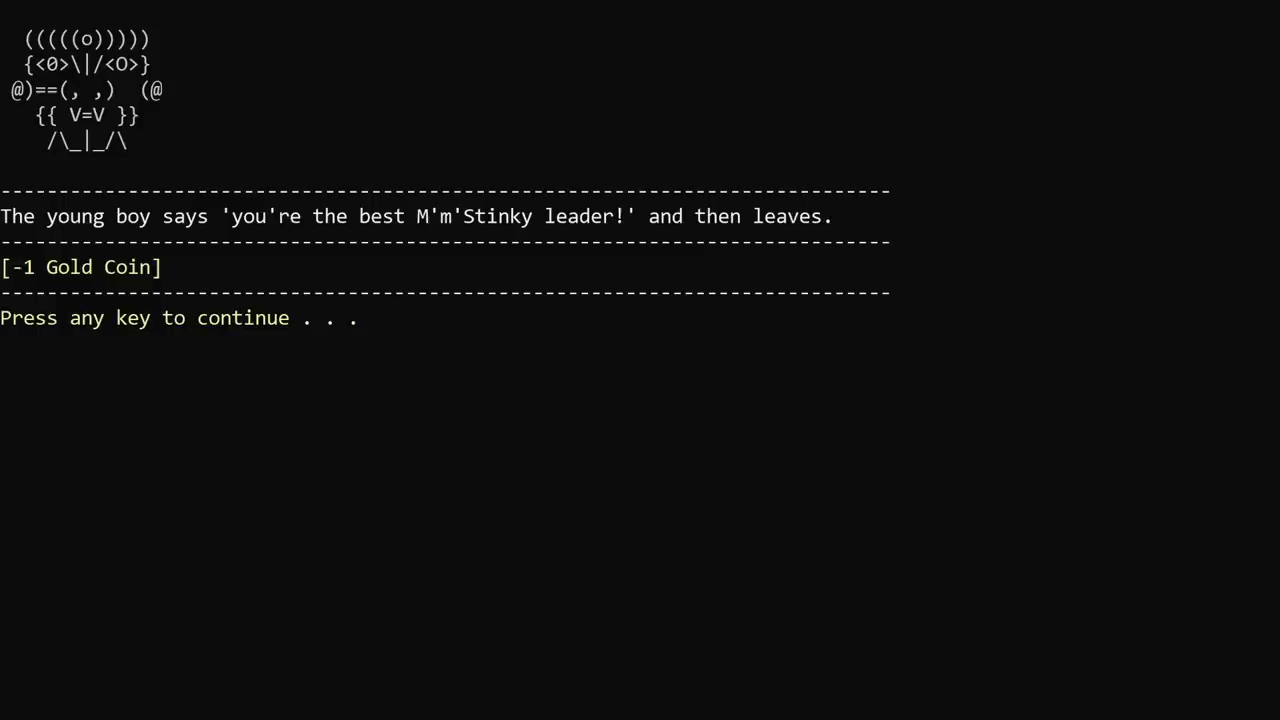 (((((o)))))
{<0>\|/<O>}
@)==(, ,)  (@
{{ V=V }}
/\_|_/\
-----------------------------------------------------------------------------
The young boy says 'you're the best M'm'Stinky leader!' and then leaves.
-----------------------------------------------------------------------------
[-1 Gold Coin]
-----------------------------------------------------------------------------
Press any key to continue . . .